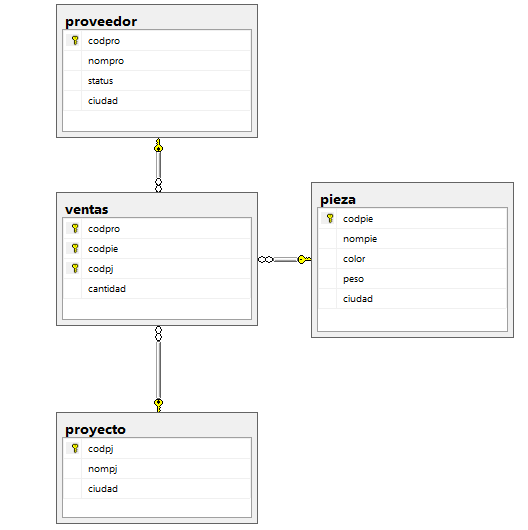 proveedor
codpro
nompro
status
ciudad
ventas
codpro
codpie
codpj
cantidad
pieza
codpie
nompie
color
peso
ciudad
proyecto
codpj
nompj
ciudad